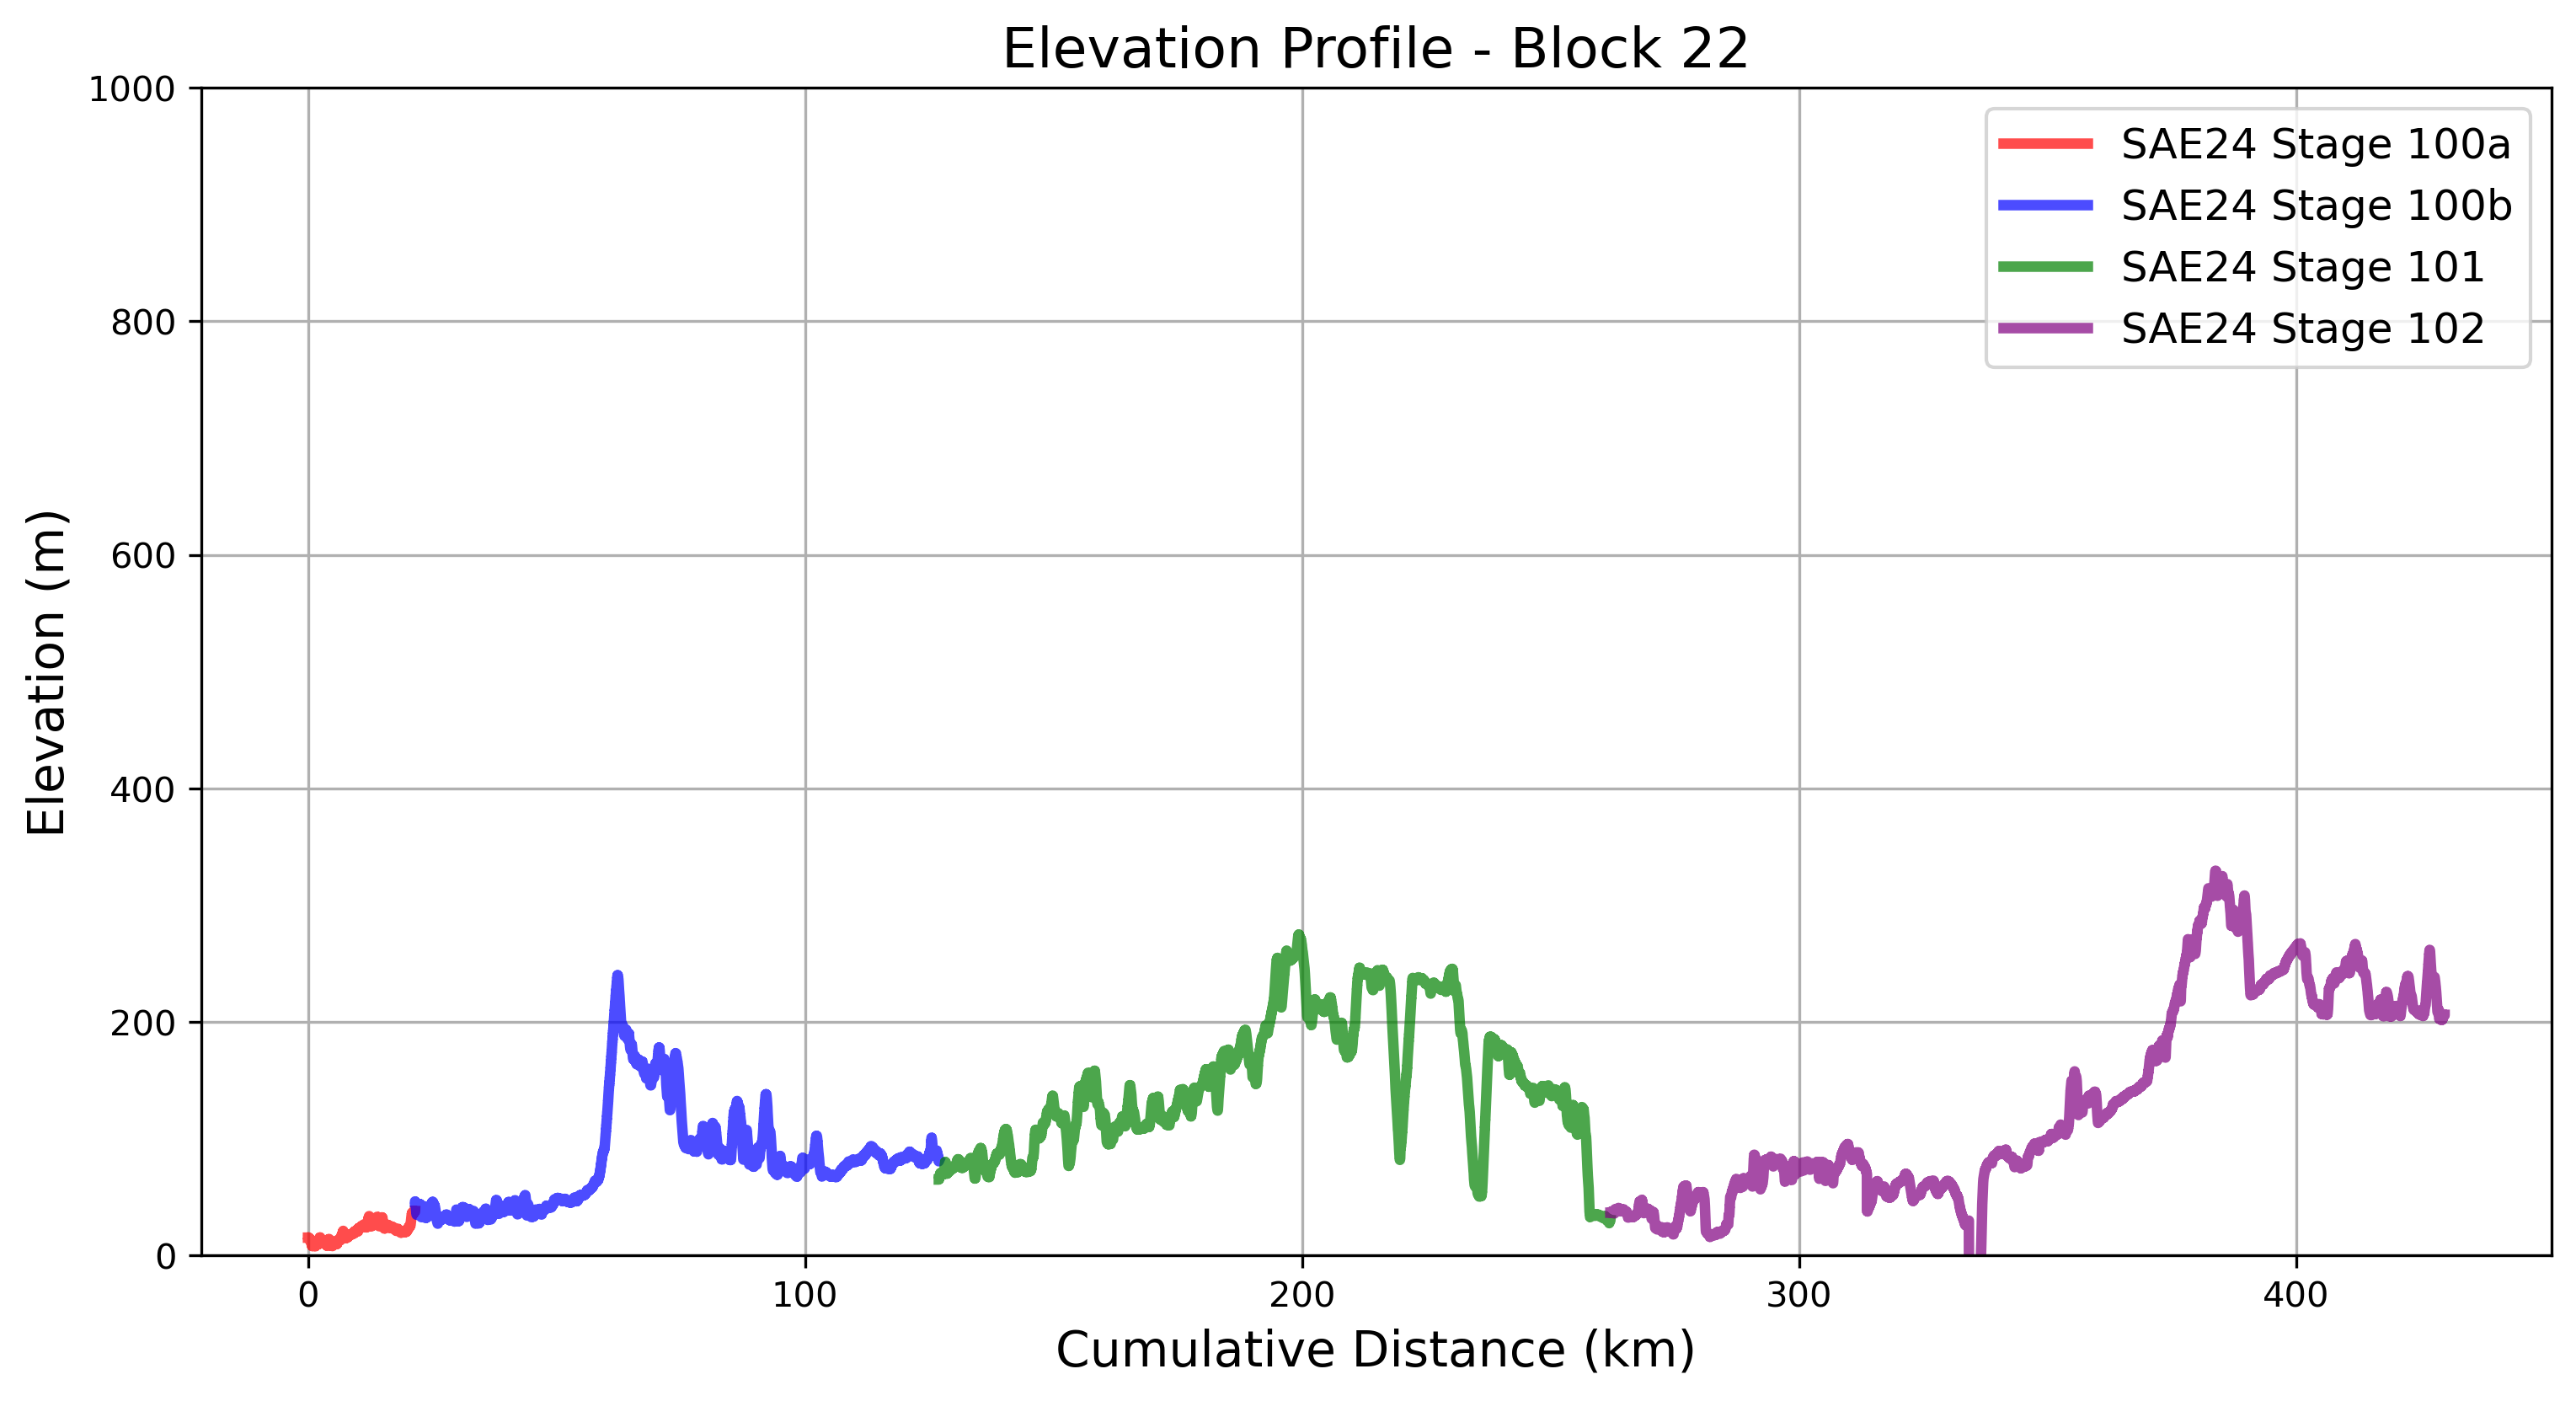 Elevation Profile - Block 22
1000
800
600
400
200
0
Elevation (m)
0 100 200 300 400
Cumulative Distance (km)
SAE24 Stage 100a
SAE24 Stage 100b
SAE24 Stage 101
SAE24 Stage 102